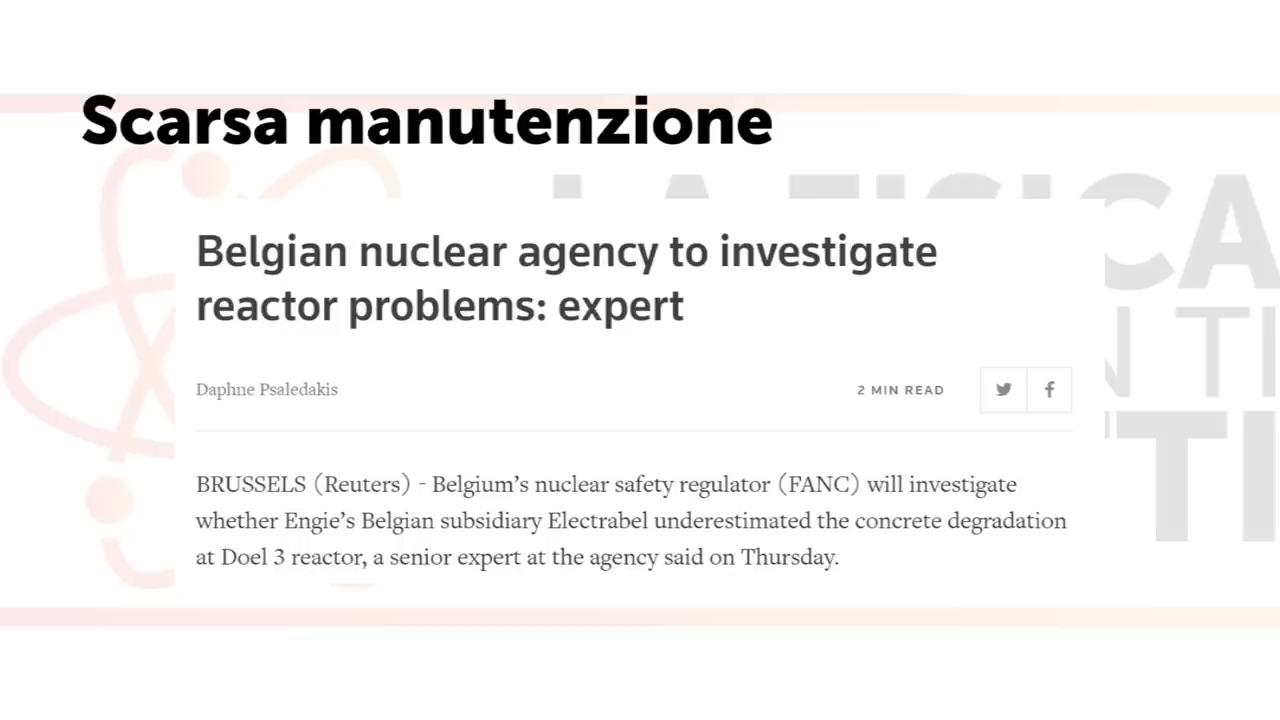 Scarsa manutenzione
Belgian nuclear agency to investigate
reactor problems: expert
Daphne Psaledakis
2 MIN READ
BRUSSELS (Reuters) - Belgium’s nuclear safety regulator (FANC) will investigate
whether Engie’s Belgian subsidiary Electrabel underestimated the concrete degradation
at Doel 3 reactor, a senior expert at the agency said on Thursday.